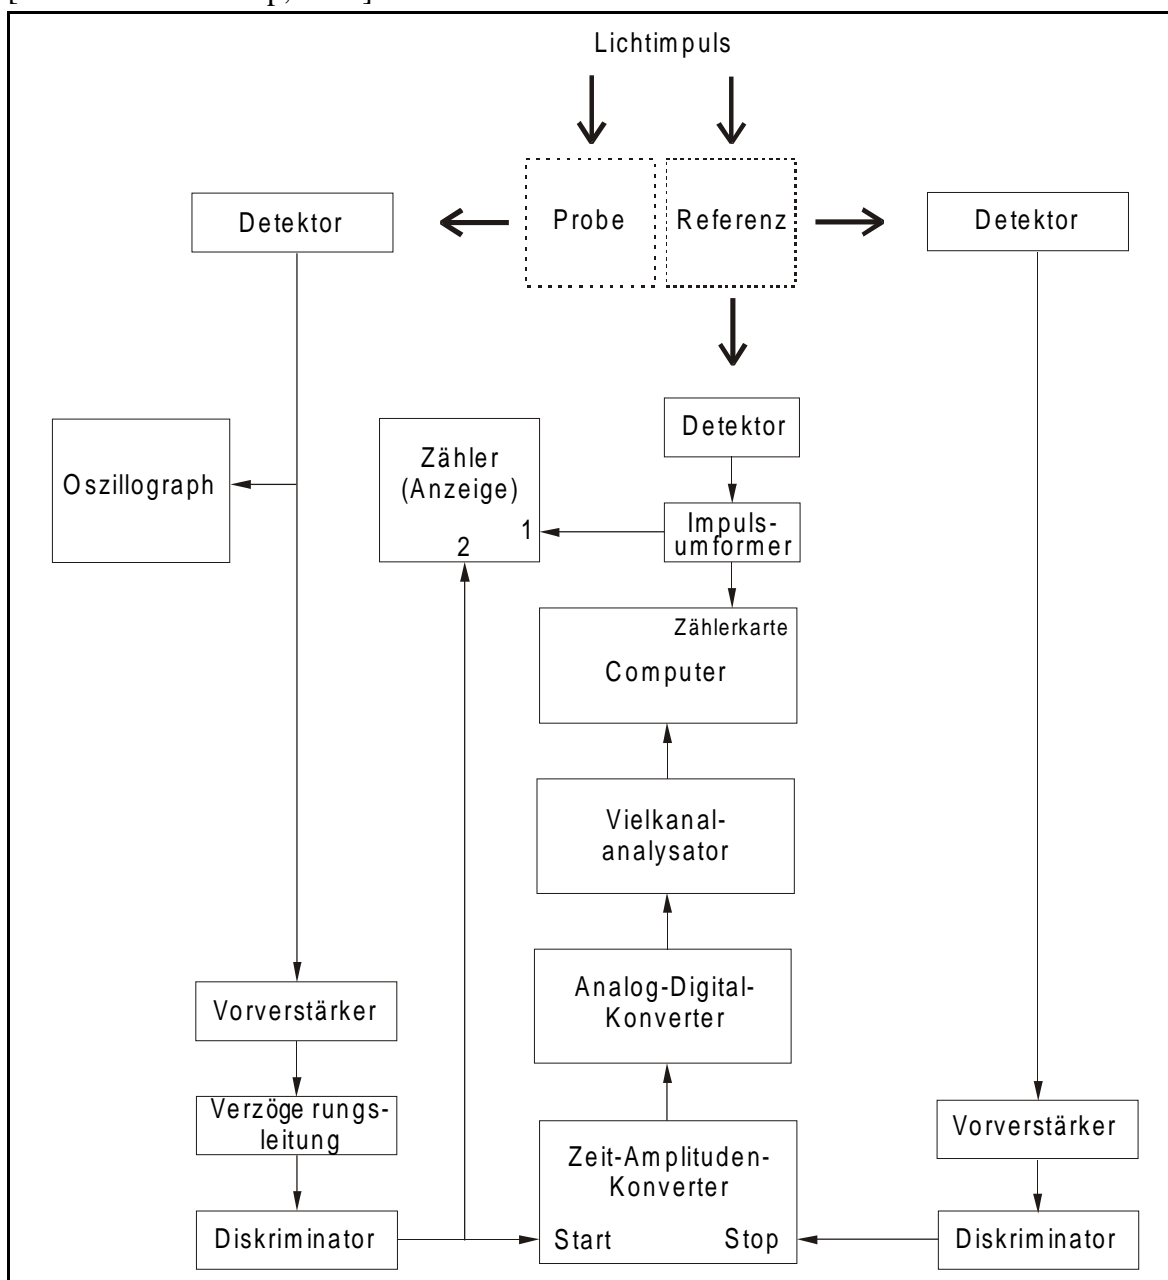 Lichtimpuls
Probe
Referenz
Detektor
Detektor
Detektor
Oszillograph
Zähler
(Anzeige)
1
2
Impuls-
umformer
Zählerkarte
Computer
Vielkanal-
analysator
Analog-Digital-
Konverter
Vorverstärker
Verzögerungs-
leitung
Diskriminator
Zeit-Amplituden-
Konverter
Start
Stop
Vorverstärker
Diskriminator